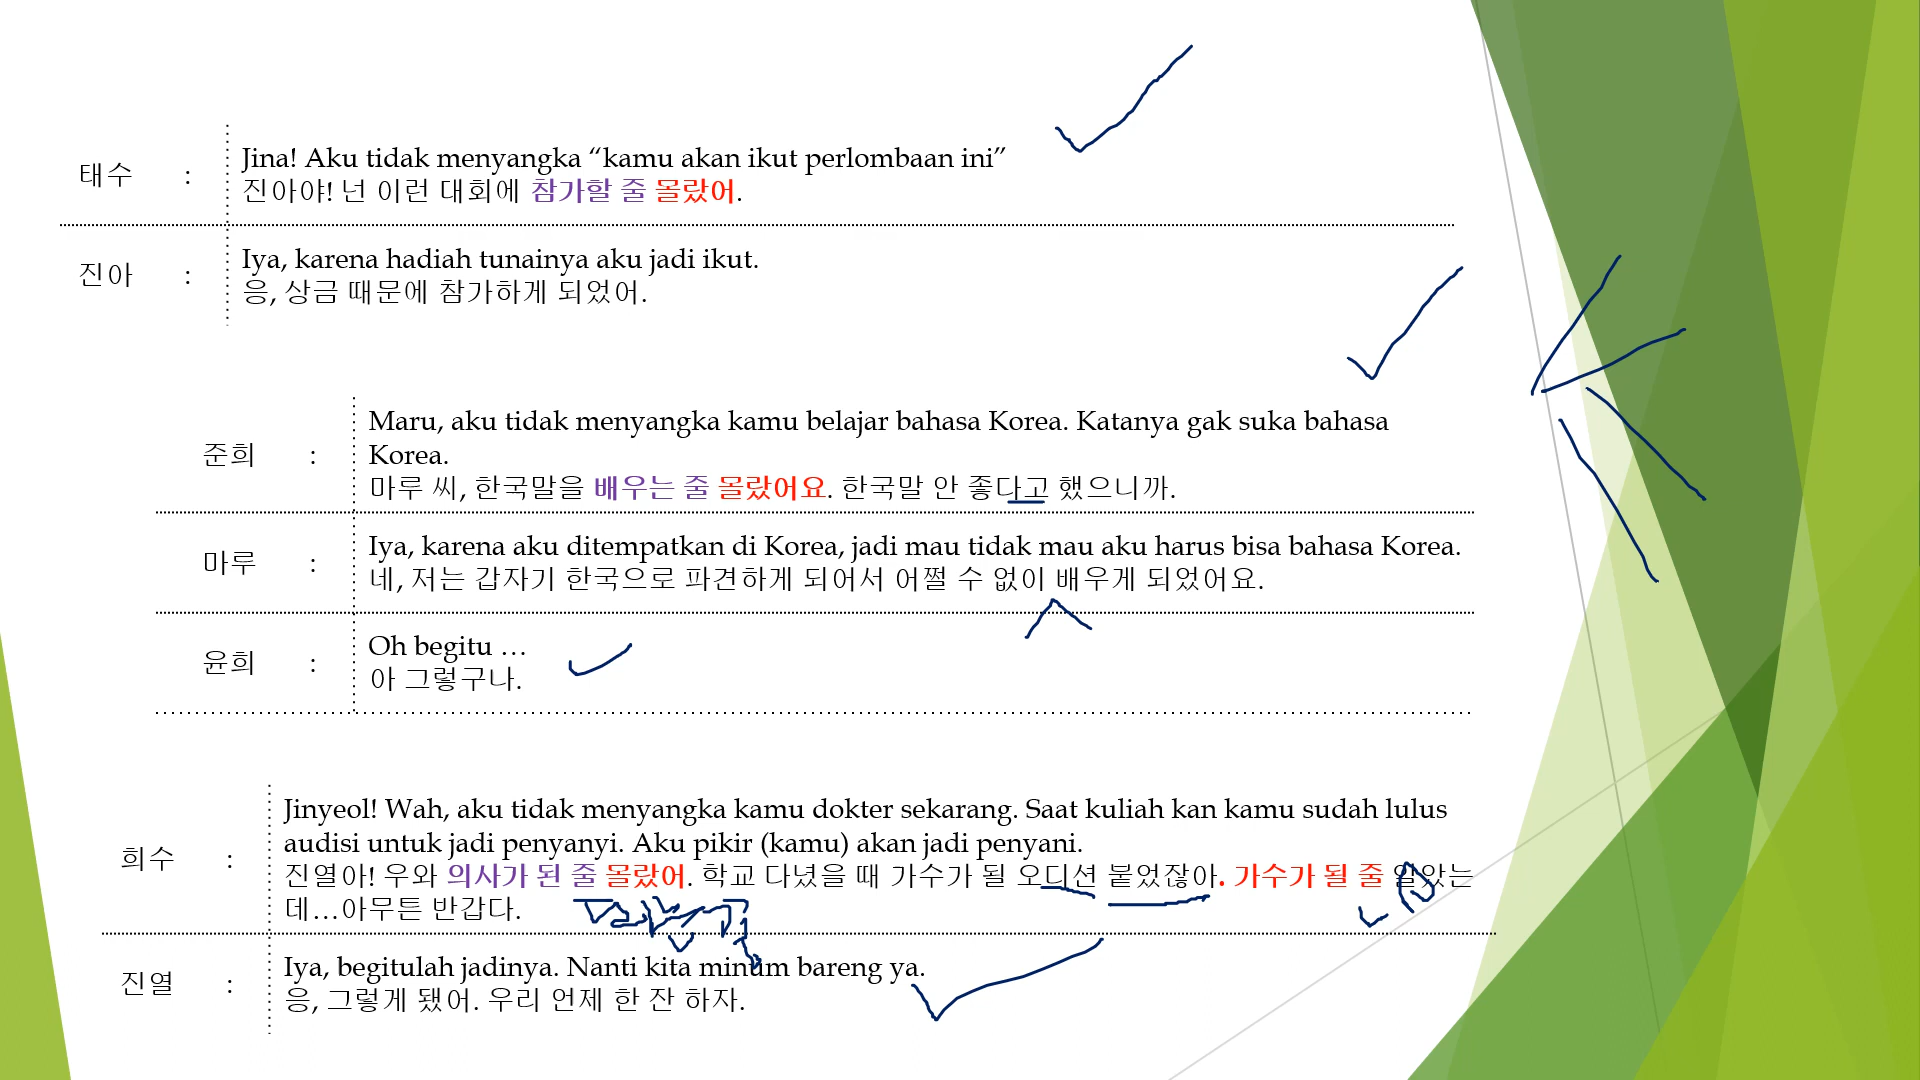 태수 : Jina! Aku tidak menyangka “kamu akan ikut perlombaan ini”
진아야! 넌 이런 대회에 참가할 줄 몰랐어.
진아 : Iya, karena hadiah tunainya aku jadi ikut.
응, 상금 때문에 참가하게 되었어.
준희 : Maru, aku tidak menyangka kamu belajar bahasa Korea. Katanya gak suka bahasa
Korea.
마루 씨, 한국말을 배우는 줄 몰랐어요. 한국말 안 좋다고 했으니까.
마루 : Iya, karena aku ditempatkan di Korea, jadi mau tidak mau aku harus bisa bahasa Korea.
네, 저는 갑자기 한국으로 파견하게 되어서 어쩔 수 없이 배우게 되었어요.
윤희 : Oh begitu …
아 그렇구나.
희수 : Jinyeol! Wah, aku tidak menyangka kamu dokter sekarang. Saat kuliah kan kamu sudah lulus
audisi untuk jadi penyanyi. Aku pikir (kamu) akan jadi penyani.
진열아! 우와 의사가 된 줄 몰랐어. 학교 다녔을 때 가수가 될 오디션 붙었잖아. 가수가 될 줄 알았는
데…아무튼 반갑다.
진열 : Iya, begitulah jadinya. Nanti kita minum bareng ya.
응, 그렇게 됐어. 우리 언제 한 잔 하자.